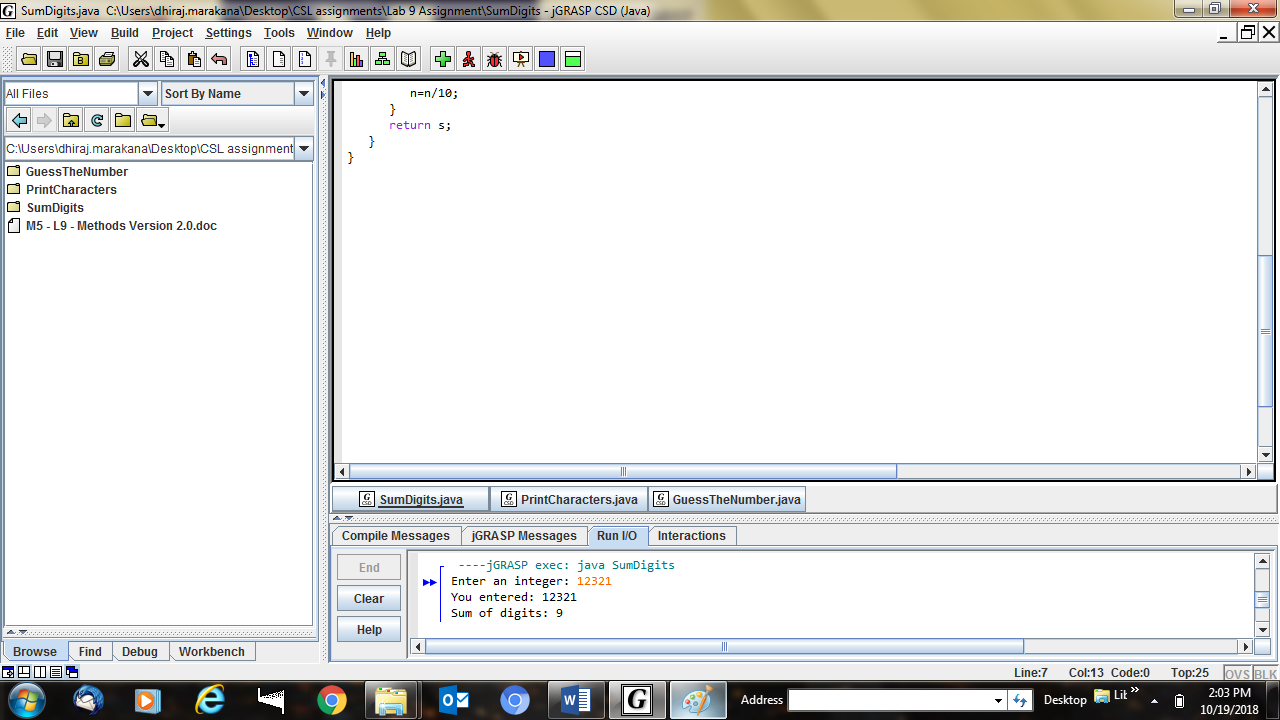 SumDigits.java  C:\Users\dhiraj.marakana\Desktop\CSL assignments\Lab 9 Assignment\SumDigits - jGRASP CSD (Java)
File Edit View Build Project Settings Tools Window Help
All Files
Sort By Name
C:\Users\dhiraj.marakana\Desktop\CSL assignment
GuessTheNumber
PrintCharacters
SumDigits
M5 - L9 - Methods Version 2.0.doc
n=n/10;
}
return s;
}
}
SumDigits.java
PrintCharacters.java
GuessTheNumber.java
Compile Messages
jGRASP Messages
Run I/O
Interactions
End
Clear
Help
----jGRASP exec: java SumDigits
Enter an integer: 12321
You entered: 12321
Sum of digits: 9
Browse
Find
Debug
Workbench
Line:7 Col:13 Code:0 Top:25 OVS BLK
Address
Desktop
Lit
2:03 PM
10/19/2018